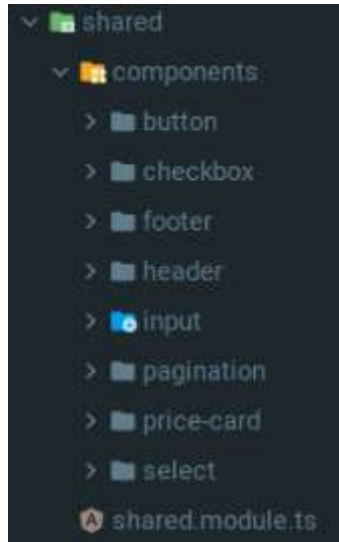 shared
components
button
checkbox
footer
header
input
pagination
price-card
select
shared.module.ts